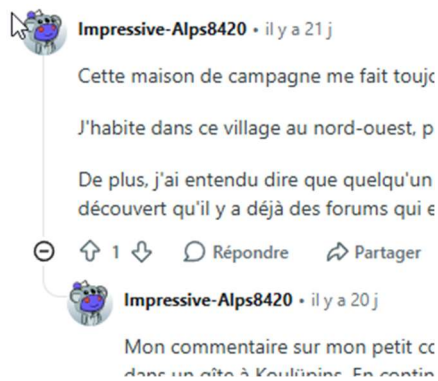 Impressive-Alps8420 • il y a 21 j
Cette maison de campagne me fait toujo
J'habite dans ce village au nord-ouest, p
De plus, j'ai entendu dire que quelqu'un
découvert qu'il y a déjà des forums qui e
1 Répondre Partager
Impressive-Alps8420 • il y a 20 j
Mon commentaire sur mon petit co
dans un gîte à Koulüpins. En contin